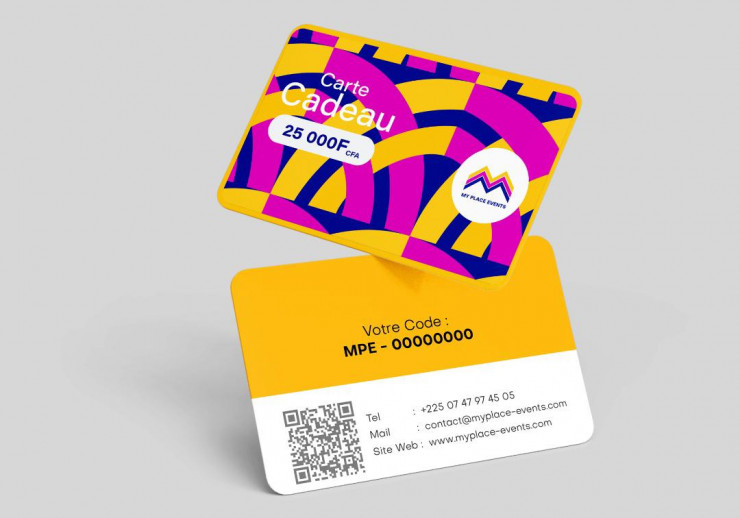 Carte
Cadeau
25 000F CFA
MY PLACE EVENTS
Votre Code :
MPE - 00000000
Tel : +225 07 47 97 45 05
Mail : contact@myplace-events.com
Site Web : www.myplace-events.com